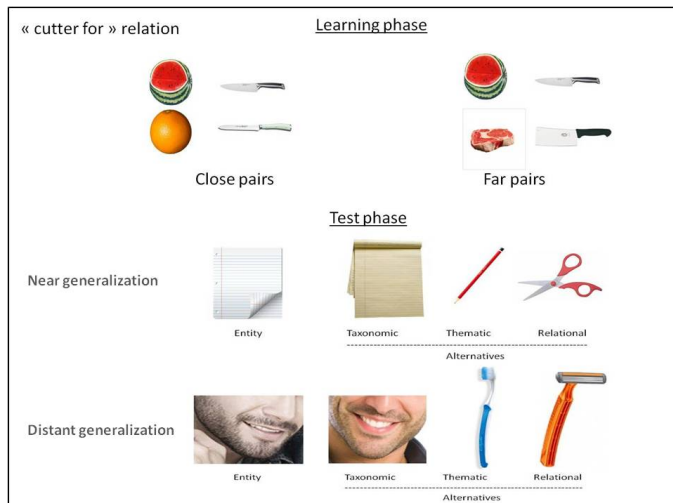 « cutter for » relation
Learning phase
Close pairs
Far pairs
Test phase
Near generalization
Entity
Taxonomic
Thematic
Relational
Alternatives
Distant generalization
Entity
Taxonomic
Thematic
Relational
Alternatives